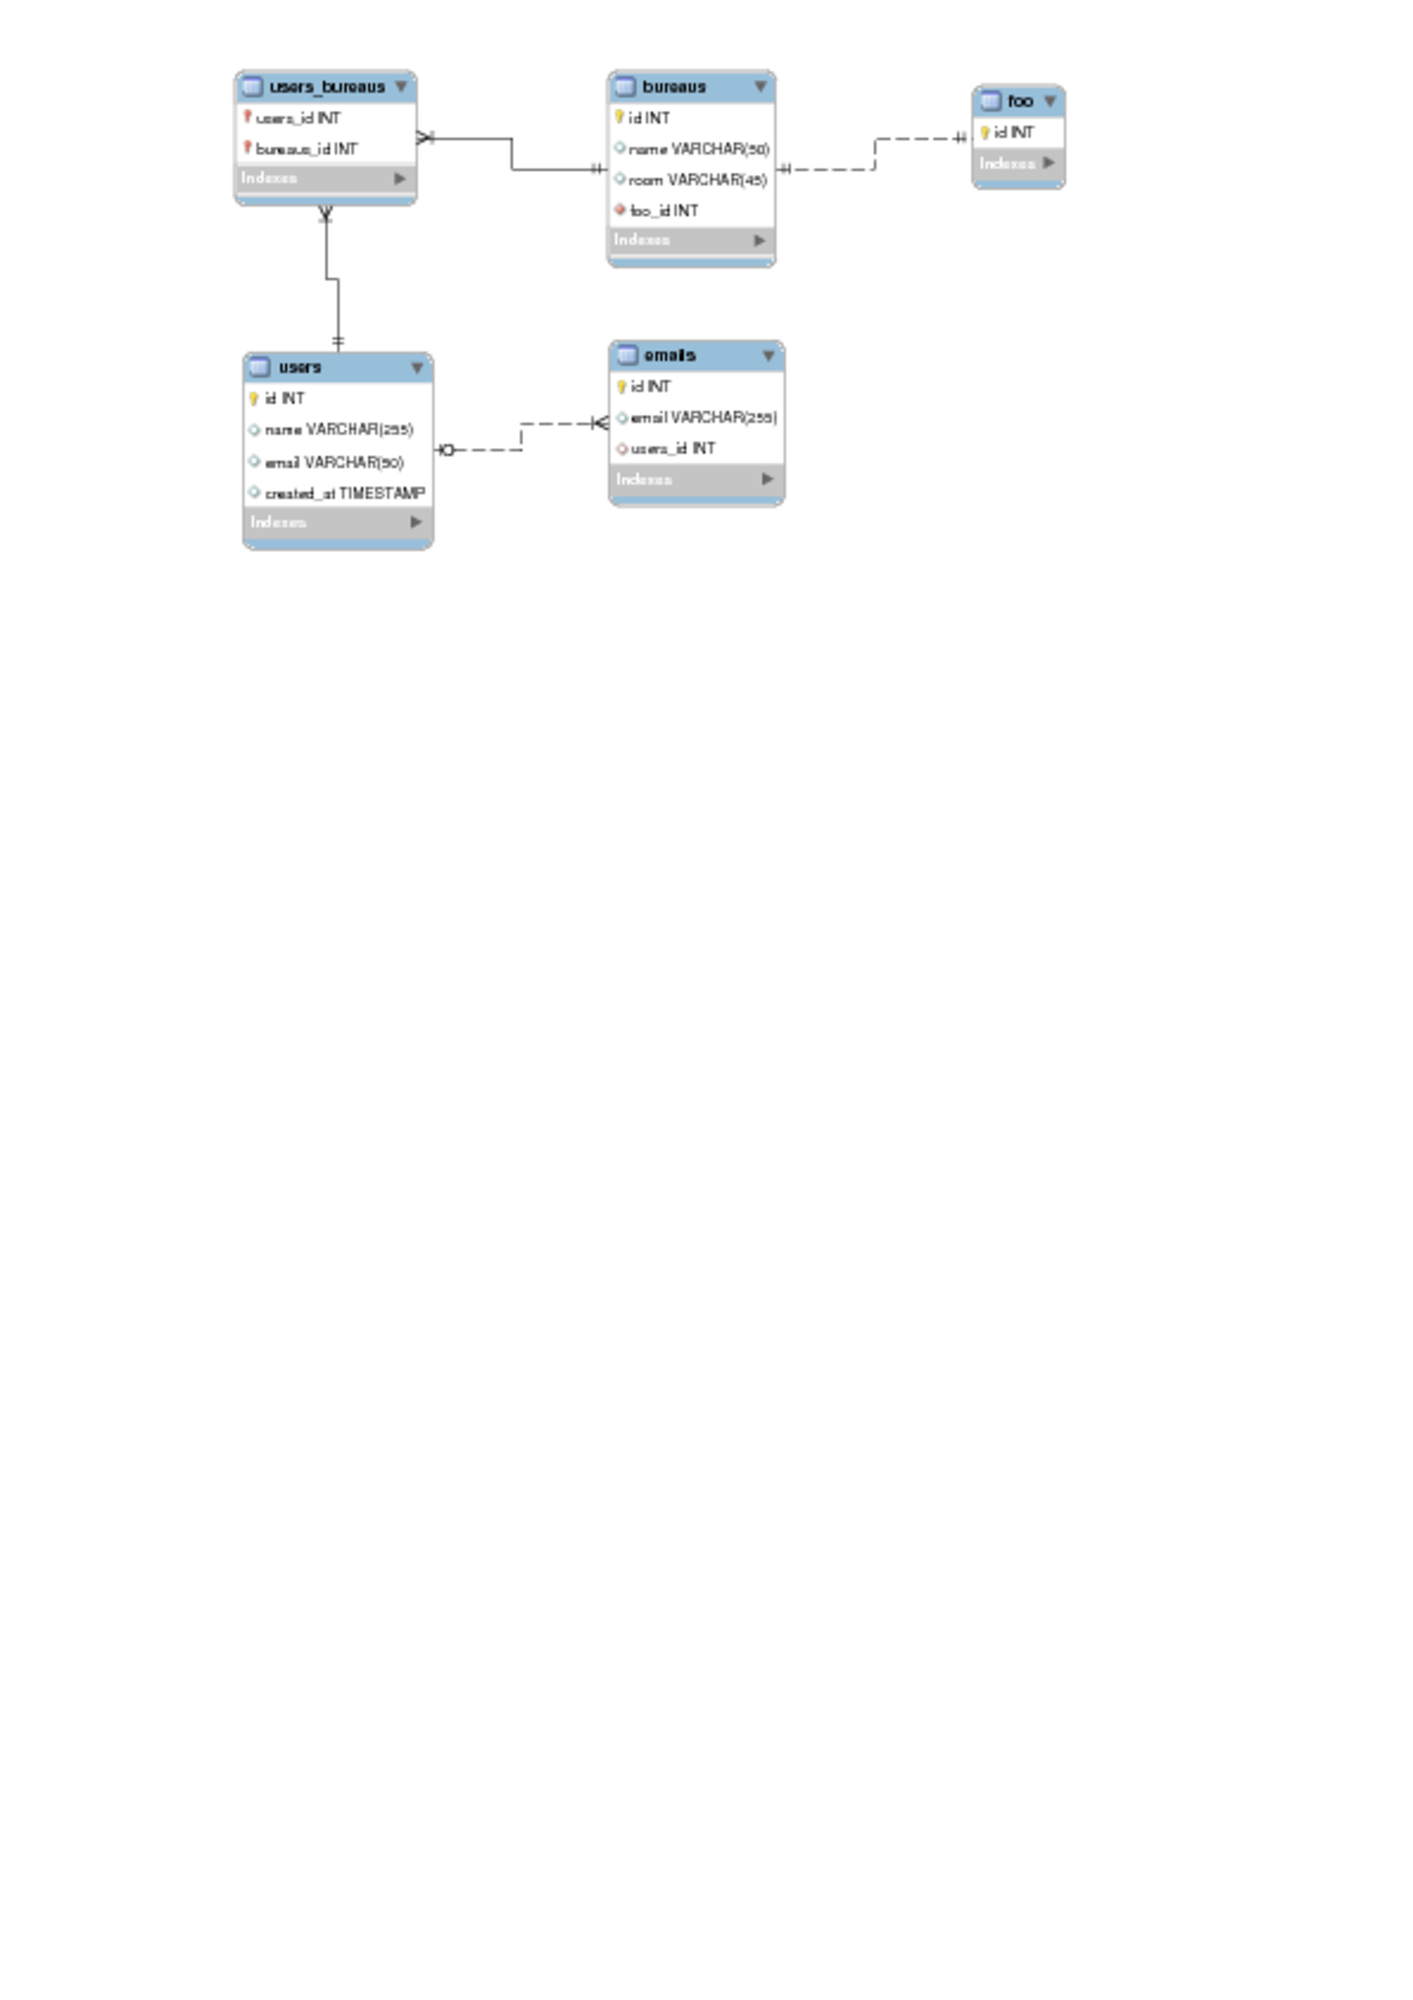 users_bureaus
users_id INT
bureaus_id INT
Indexes
bureaus
id INT
name VARCHAR(50)
room VARCHAR(45)
foo_id INT
Indexes
foo
id INT
Indexes
users
id INT
name VARCHAR(255)
email VARCHAR(50)
created_at TIMESTAMP
Indexes
emails
id INT
email VARCHAR(255)
users_id INT
Indexes